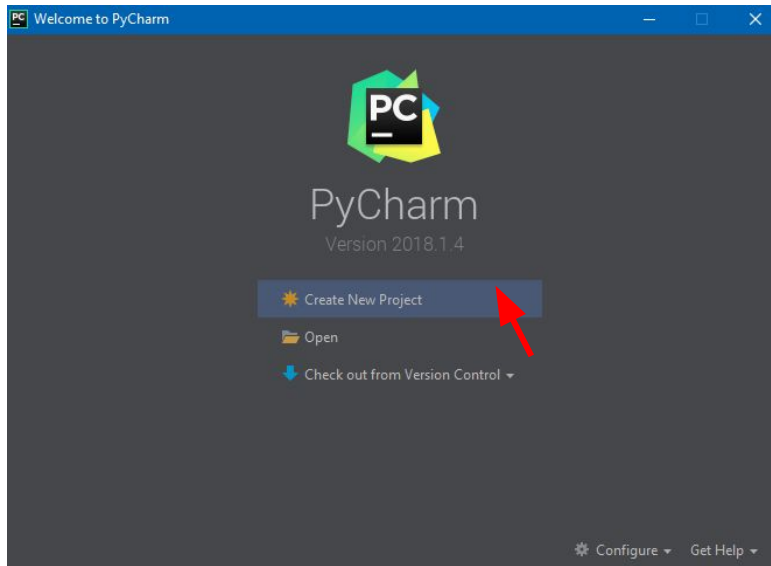 Welcome to PyCharm
PC
PyCharm
Version 2018.1.4
Create New Project
Open
Check out from Version Control
Configure
Get Help